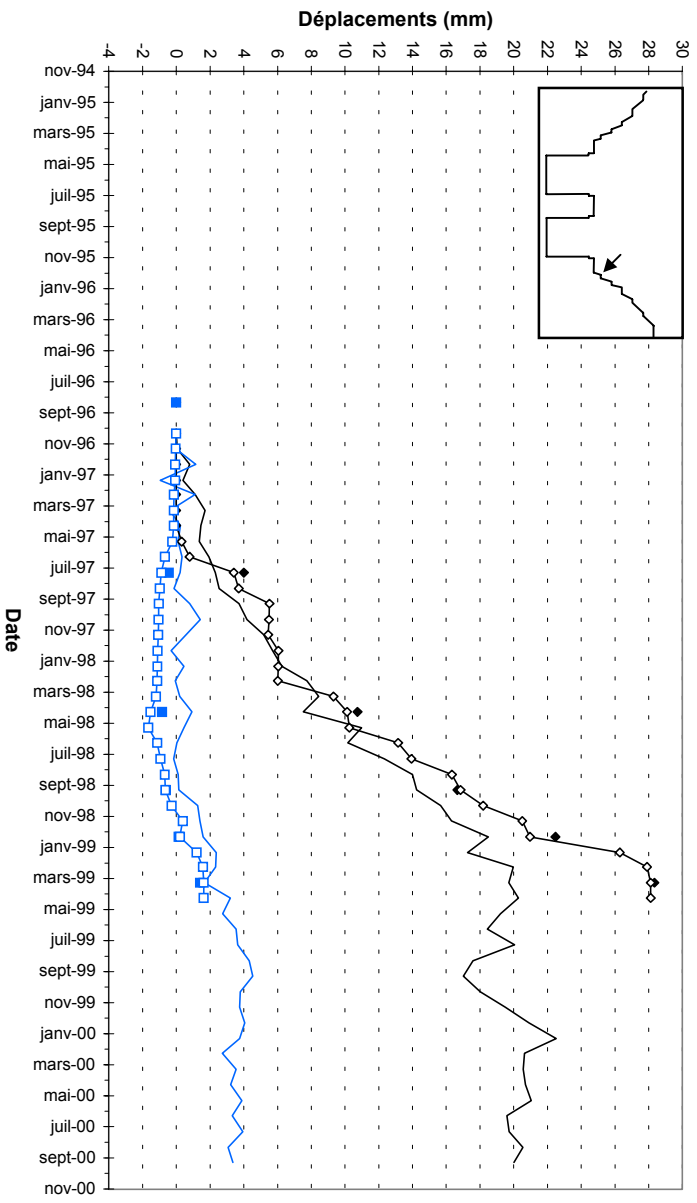 Déplacements (mm)
-4 -2 0 2 4 6 8 10 12 14 16 18 20 22 24 26 28 30
nov-94
janv-95
mars-95
mai-95
juil-95
sept-95
nov-95
janv-96
mars-96
mai-96
juil-96
sept-96
nov-96
janv-97
mars-97
mai-97
juil-97
sept-97
nov-97
janv-98
mars-98
mai-98
juil-98
sept-98
nov-98
janv-99
mars-99
mai-99
juil-99
sept-99
nov-99
janv-00
mars-00
mai-00
juil-00
sept-00
nov-00
Date